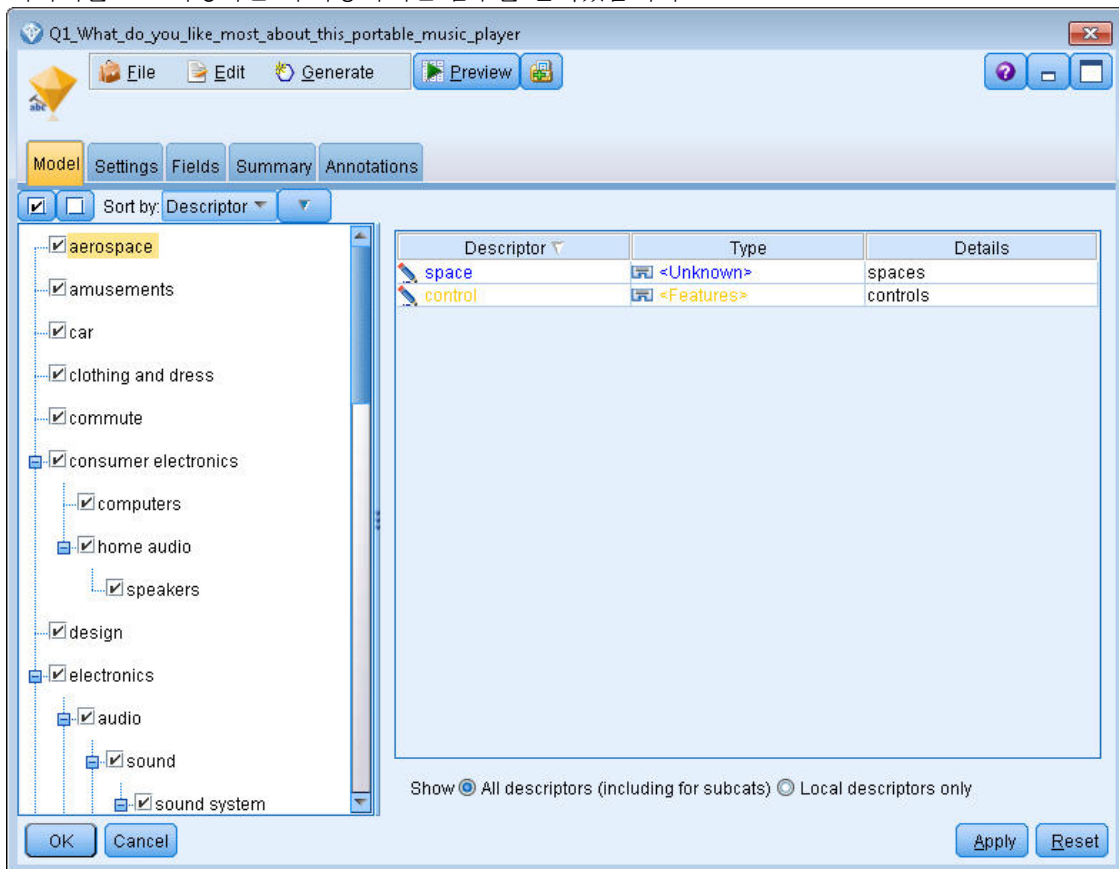 Q1_What_do_you_like_most_about_this_portable_music_player
File Edit Generate Preview
abc
Model Settings Fields Summary Annotations
Sort by: Descriptor
aerospace
amusements
car
clothing and dress
commute
consumer electronics
computers
home audio
speakers
design
electronics
audio
sound
sound system
Descriptor Type Details
space <Unknown> spaces
control <Features> controls
Show All descriptors (including for subcats) Local descriptors only
OK Cancel Apply Reset